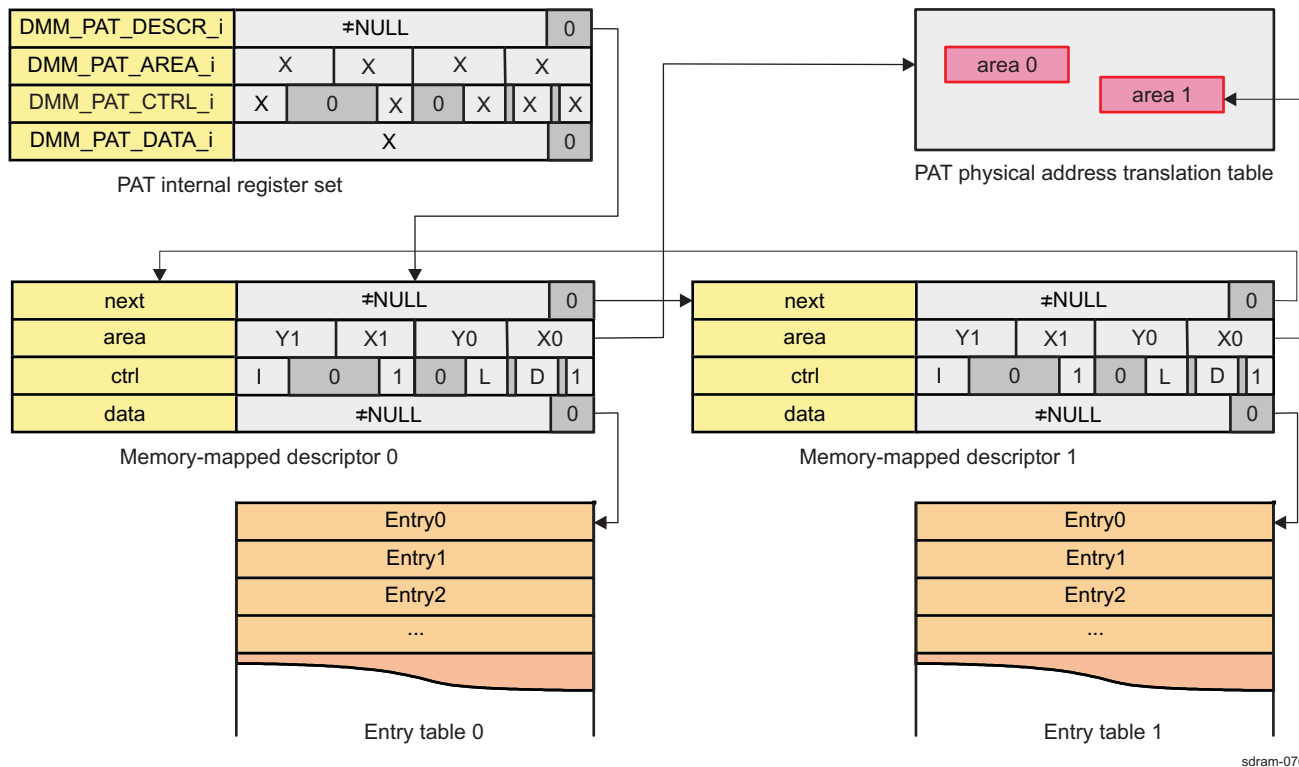 DMM_PAT_DESCR_i ≠NULL 0
DMM_PAT_AREA_i X X X X
DMM_PAT_CTRL_i X 0 X 0 X X X
DMM_PAT_DATA_i X 0
PAT internal register set
area 0
area 1
PAT physical address translation table
next ≠NULL 0
area Y1 X1 Y0 X0
ctrl I 0 1 0 L D 1
data ≠NULL 0
Memory-mapped descriptor 0
next ≠NULL 0
area Y1 X1 Y0 X0
ctrl I 0 1 0 L D 1
data ≠NULL 0
Memory-mapped descriptor 1
Entry0
Entry1
Entry2
...
Entry table 0
Entry0
Entry1
Entry2
...
Entry table 1